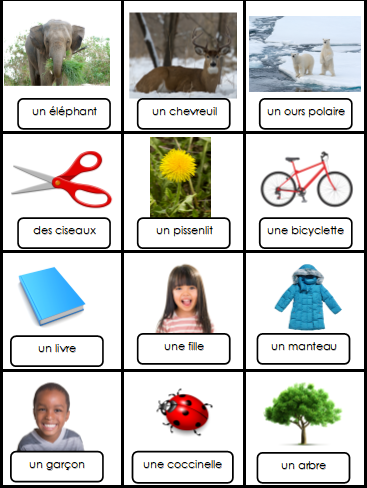 un éléphant
un chevreuil
un ours polaire
des ciseaux
un pissenlit
une bicyclette
un livre
une fille
un manteau
un garçon
une coccinelle
un arbre